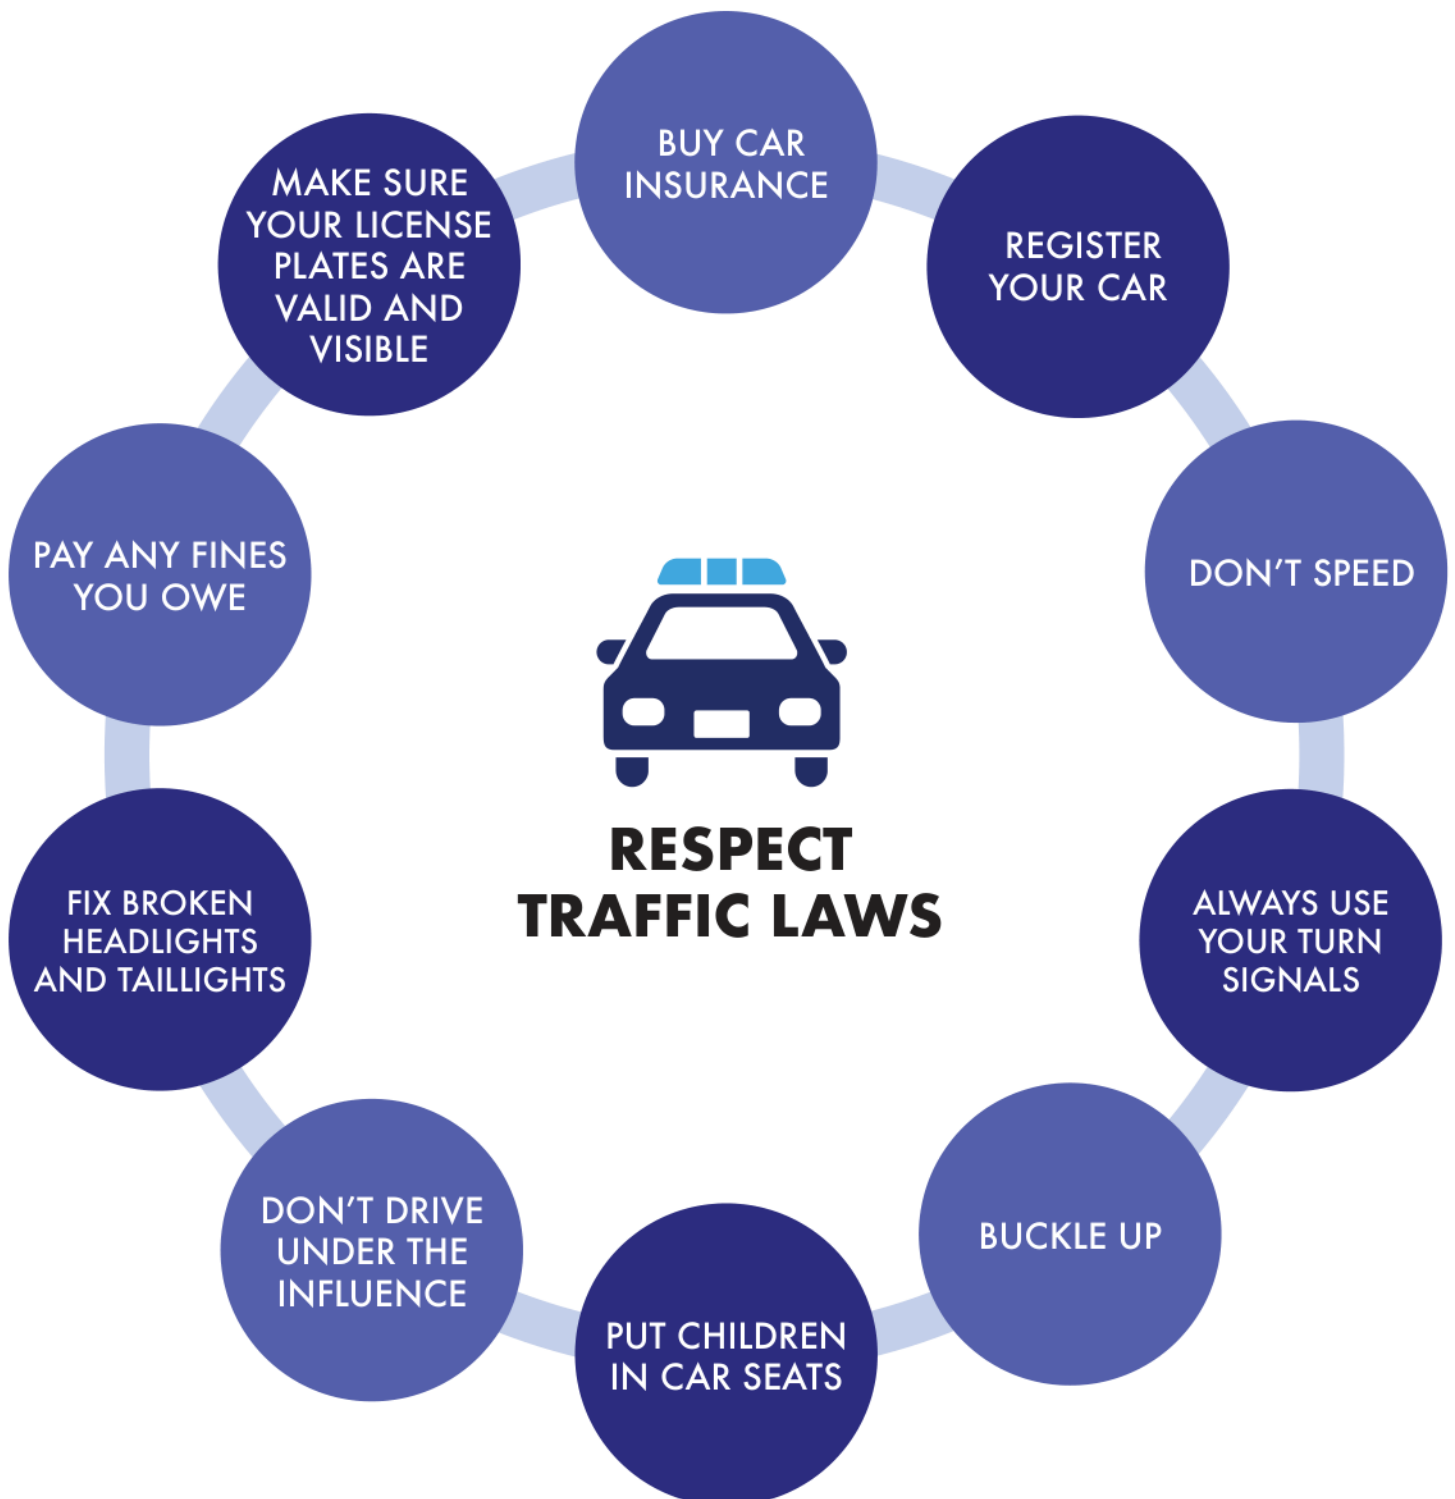 BUY CAR
INSURANCE
REGISTER
YOUR CAR
DON'T SPEED
ALWAYS USE
YOUR TURN
SIGNALS
BUCKLE UP
PUT CHILDREN
IN CAR SEATS
DON'T DRIVE
UNDER THE
INFLUENCE
FIX BROKEN
HEADLIGHTS
AND TAILLIGHTS
PAY ANY FINES
YOU OWE
MAKE SURE
YOUR LICENSE
PLATES ARE
VALID AND
VISIBLE
RESPECT
TRAFFIC LAWS